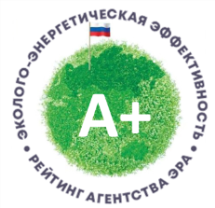 ЭКОЛОГО-ЭНЕРГЕТИЧЕСКАЯ ЭФФЕКТИВНОСТЬ
A+
РЕЙТИНГ АГЕНТСТВА ЭРА